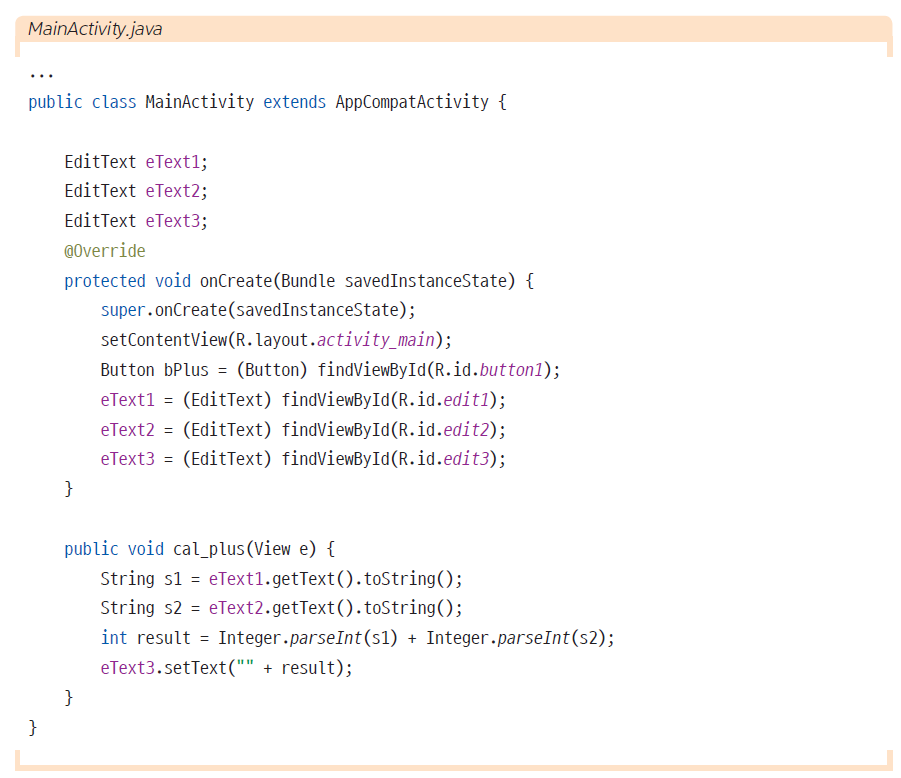 MainActivity.java
...
public class MainActivity extends AppCompatActivity {
EditText eText1;
EditText eText2;
EditText eText3;
@Override
protected void onCreate(Bundle savedInstanceState) {
super.onCreate(savedInstanceState);
setContentView(R.layout.activity_main);
Button bPlus = (Button) findViewById(R.id.button1);
eText1 = (EditText) findViewById(R.id.edit1);
eText2 = (EditText) findViewById(R.id.edit2);
eText3 = (EditText) findViewById(R.id.edit3);
}
public void cal_plus(View e) {
String s1 = eText1.getText().toString();
String s2 = eText2.getText().toString();
int result = Integer.parseInt(s1) + Integer.parseInt(s2);
eText3.setText("" + result);
}
}